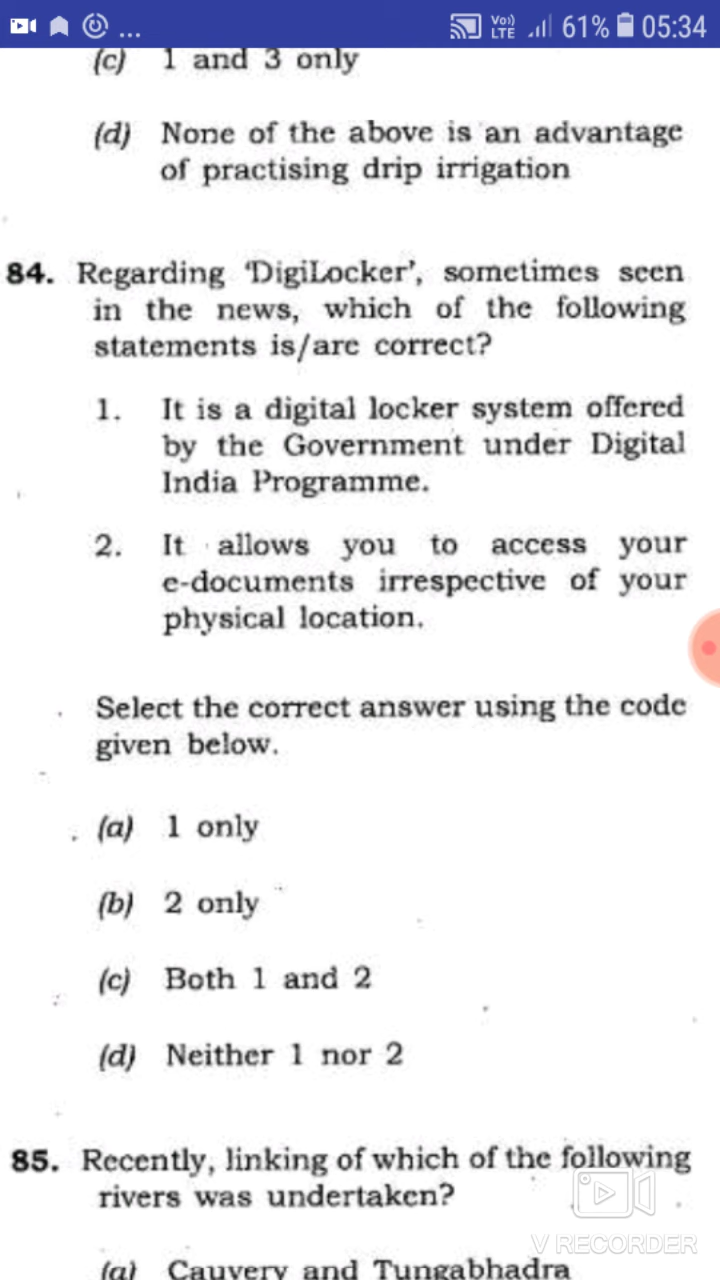 ... Vo)) LTE 61% 05:34
(c) 1 and 3 only
(d) None of the above is an advantage
of practising drip irrigation
84. Regarding 'DigiLocker', sometimes seen
in the news, which of the following
statements is/are correct?
1. It is a digital locker system offered
by the Government under Digital
India Programme.
2. It allows you to access your
e-documents irrespective of your
physical location.
Select the correct answer using the code
given below.
(a) 1 only
(b) 2 only
(c) Both 1 and 2
(d) Neither 1 nor 2
85. Recently, linking of which of the following
rivers was undertaken?
V RECORDER
(a) Cauvery and Tungabhadra